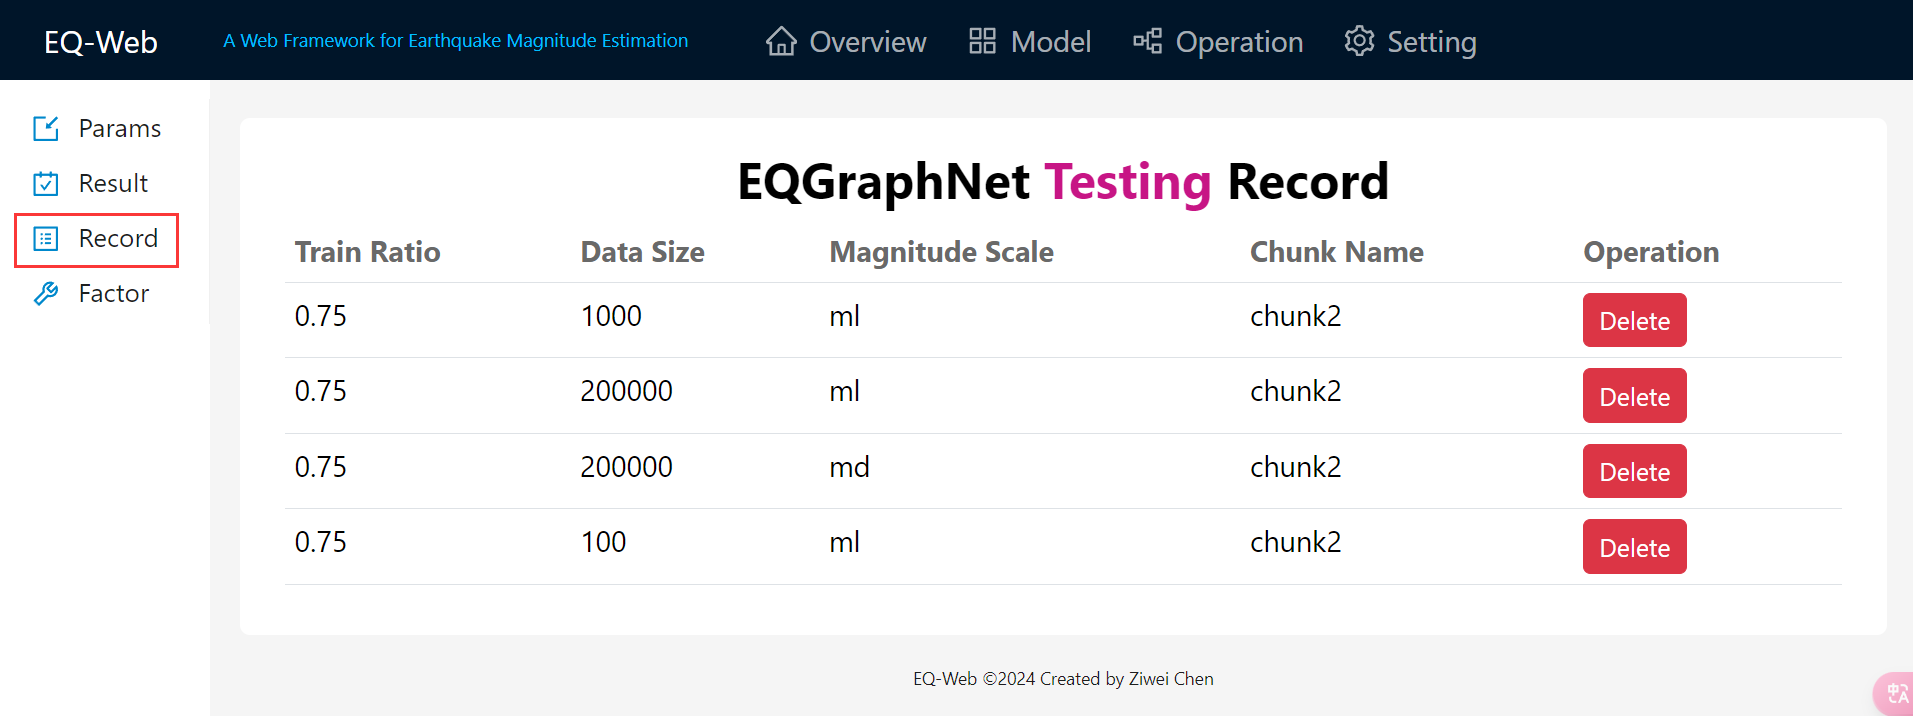 EQ-Web A Web Framework for Earthquake Magnitude Estimation Overview Model Operation Setting
Params
Result
Record
Factor
EQGraphNet Testing Record
Train Ratio Data Size Magnitude Scale Chunk Name Operation
0.75 1000 ml chunk2 Delete
0.75 200000 ml chunk2 Delete
0.75 200000 md chunk2 Delete
0.75 100 ml chunk2 Delete
EQ-Web ©2024 Created by Ziwei Chen
中A